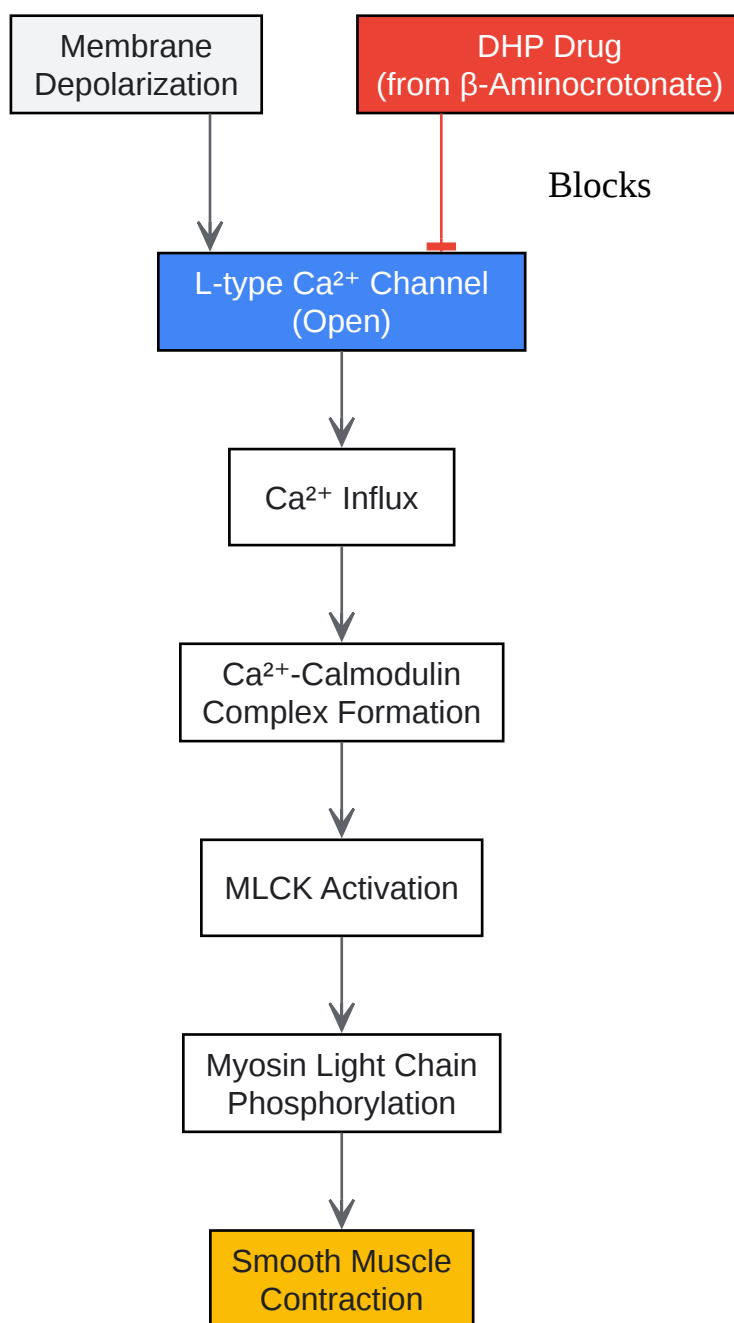 Membrane
Depolarization
DHP Drug
(from β-Aminocrotonate)
Blocks
L-type Ca²⁺ Channel
(Open)
Ca²⁺ Influx
Ca²⁺-Calmodulin
Complex Formation
MLCK Activation
Myosin Light Chain
Phosphorylation
Smooth Muscle
Contraction